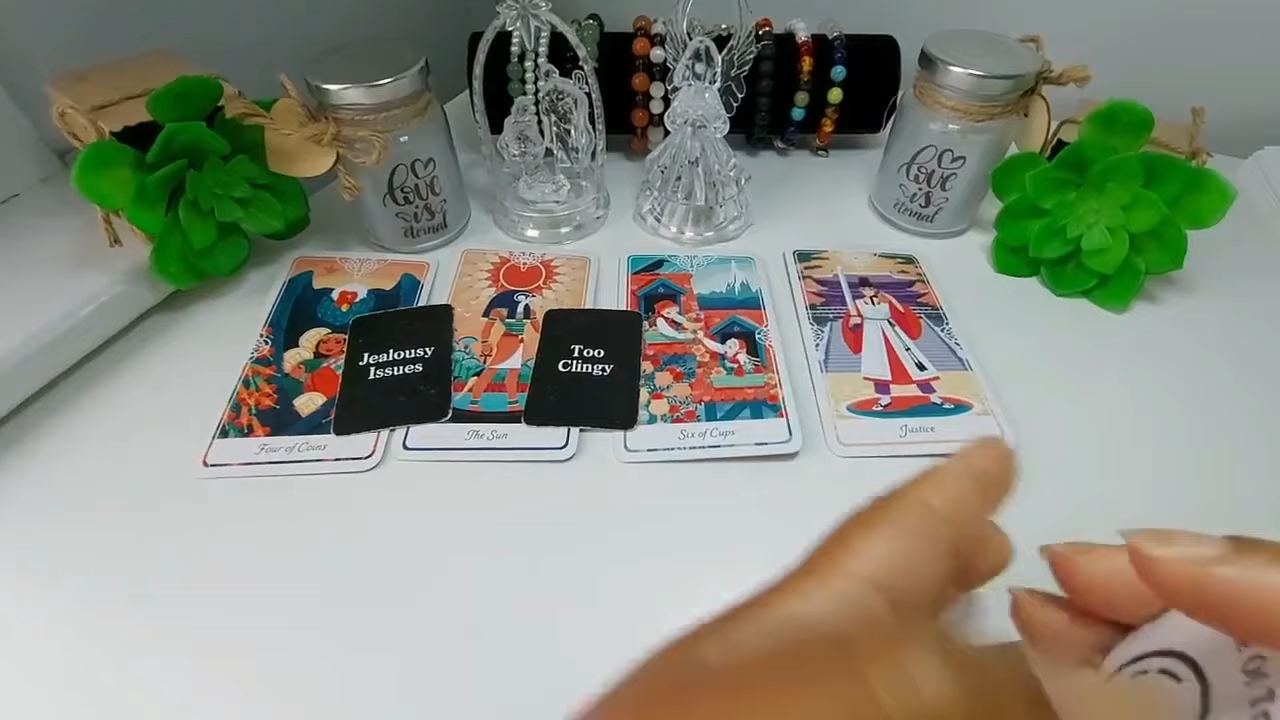 love
is
eternal
love
is
eternal
Jealousy
Issues
Too
Clingy
Four of Coins
The Sun
Six of Cups
Justice